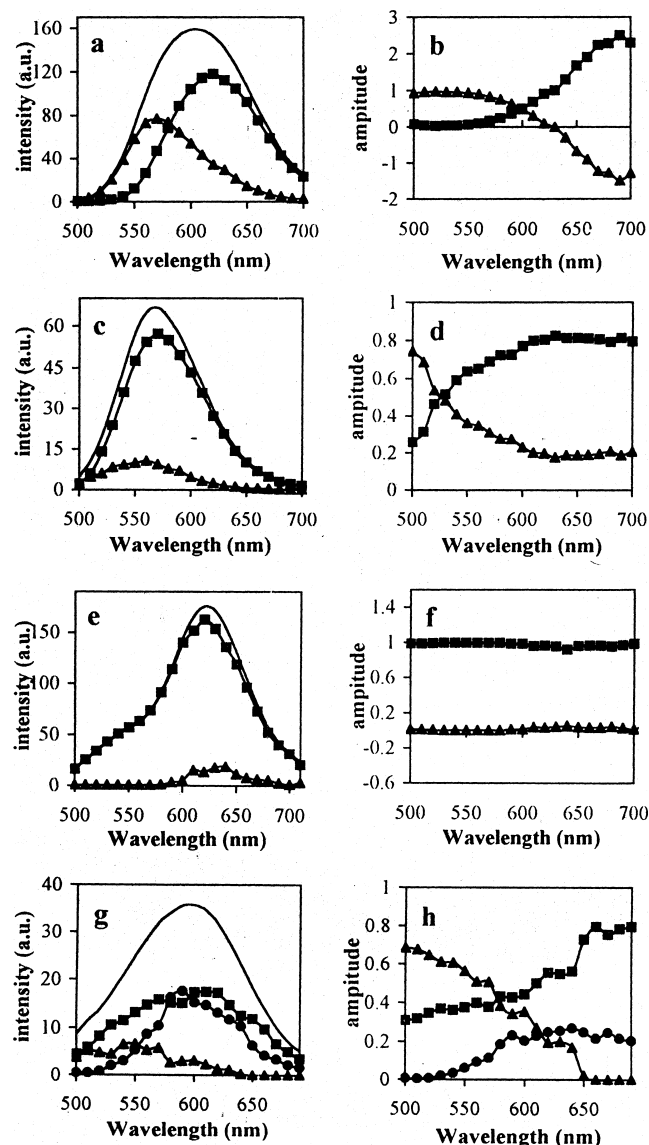 a
intensity (a.u.)
160
120
80
40
0
500 550 600 650 700
Wavelength (nm)
b
ampitude
3
2
1
0
-1
-2
500 550 600 650 700
Wavelength (nm)
c
intensity (a.u.)
60
45
30
15
0
500 550 600 650 700
Wavelength (nm)
d
amplitude
1
0.8
0.6
0.4
0.2
0
500 550 600 650 700
Wavelength (nm)
e
intensity (a.u.)
150
100
50
0
500 550 600 650 700
Wavelength (nm)
f
amplitude
1.4
1
0.6
0.2
-0.2
-0.6
500 550 600 650 700
Wavelength (nm)
g
intensity (a.u.)
40
30
20
10
0
500 550 600 650
Wavelength (nm)
h
amplitude
1
0.8
0.6
0.4
0.2
0
500 550 600 650
Wavelength (nm)